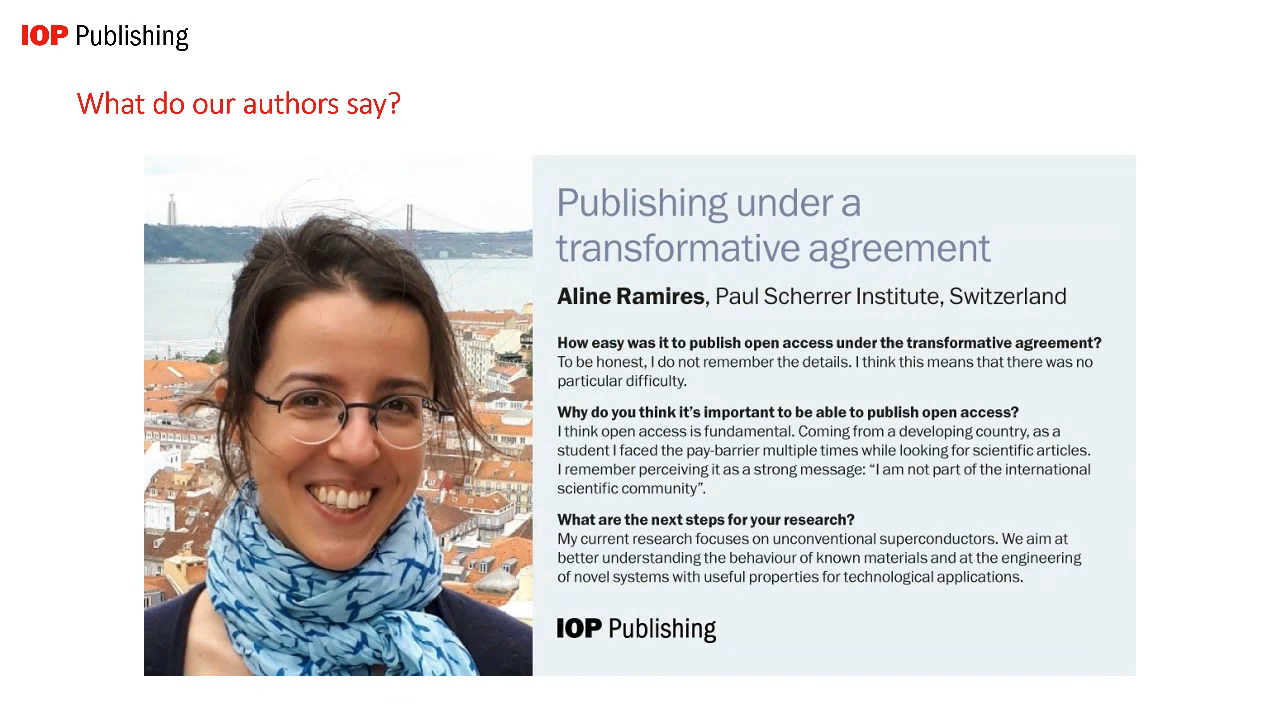 IOP Publishing
What do our authors say?
Publishing under a
transformative agreement
Aline Ramires, Paul Scherrer Institute, Switzerland
How easy was it to publish open access under the transformative agreement?
To be honest, I do not remember the details. I think this means that there was no
particular difficulty.
Why do you think it’s important to be able to publish open access?
I think open access is fundamental. Coming from a developing country, as a
student I faced the pay-barrier multiple times while looking for scientific articles.
I remember perceiving it as a strong message: “I am not part of the international
scientific community”.
What are the next steps for your research?
My current research focuses on unconventional superconductors. We aim at
better understanding the behaviour of known materials and at the engineering
of novel systems with useful properties for technological applications.
IOP Publishing